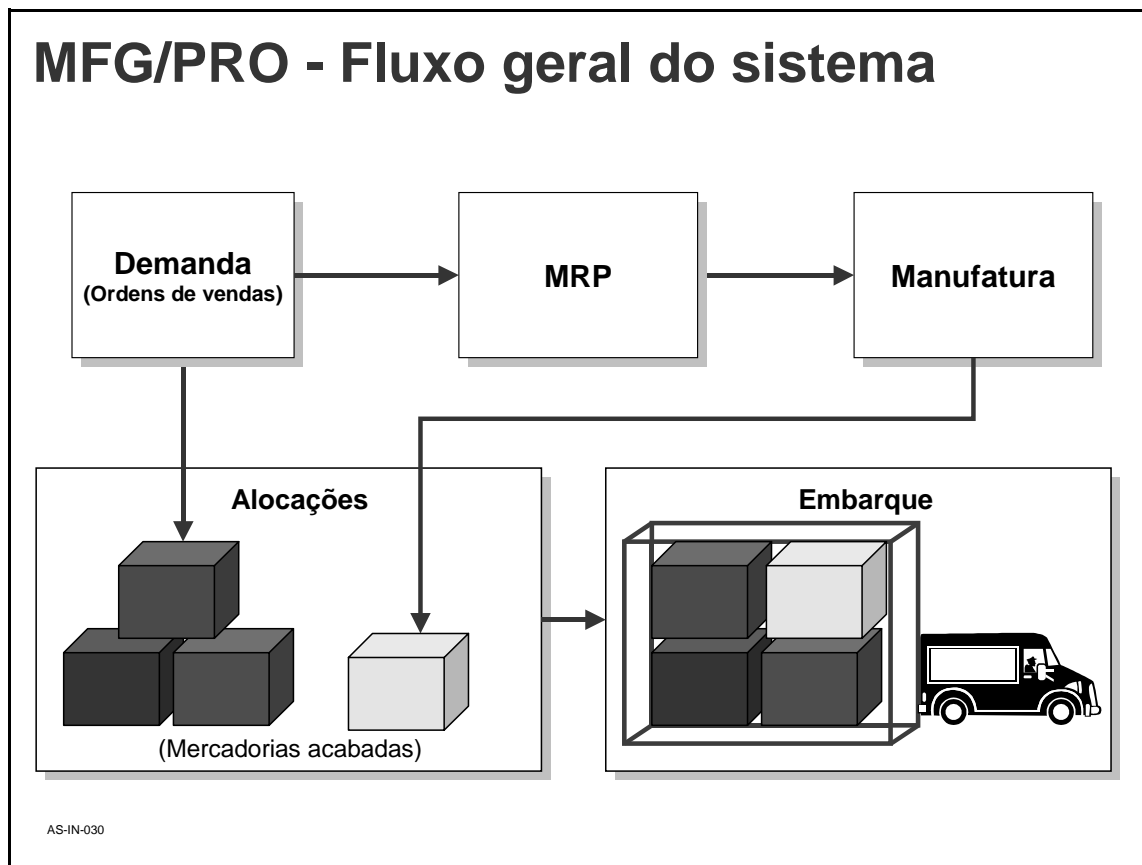 MFG/PRO - Fluxo geral do sistema
Demanda
(Ordens de vendas)
MRP
Manufatura
Alocações
(Mercadorias acabadas)
Embarque
AS-IN-030